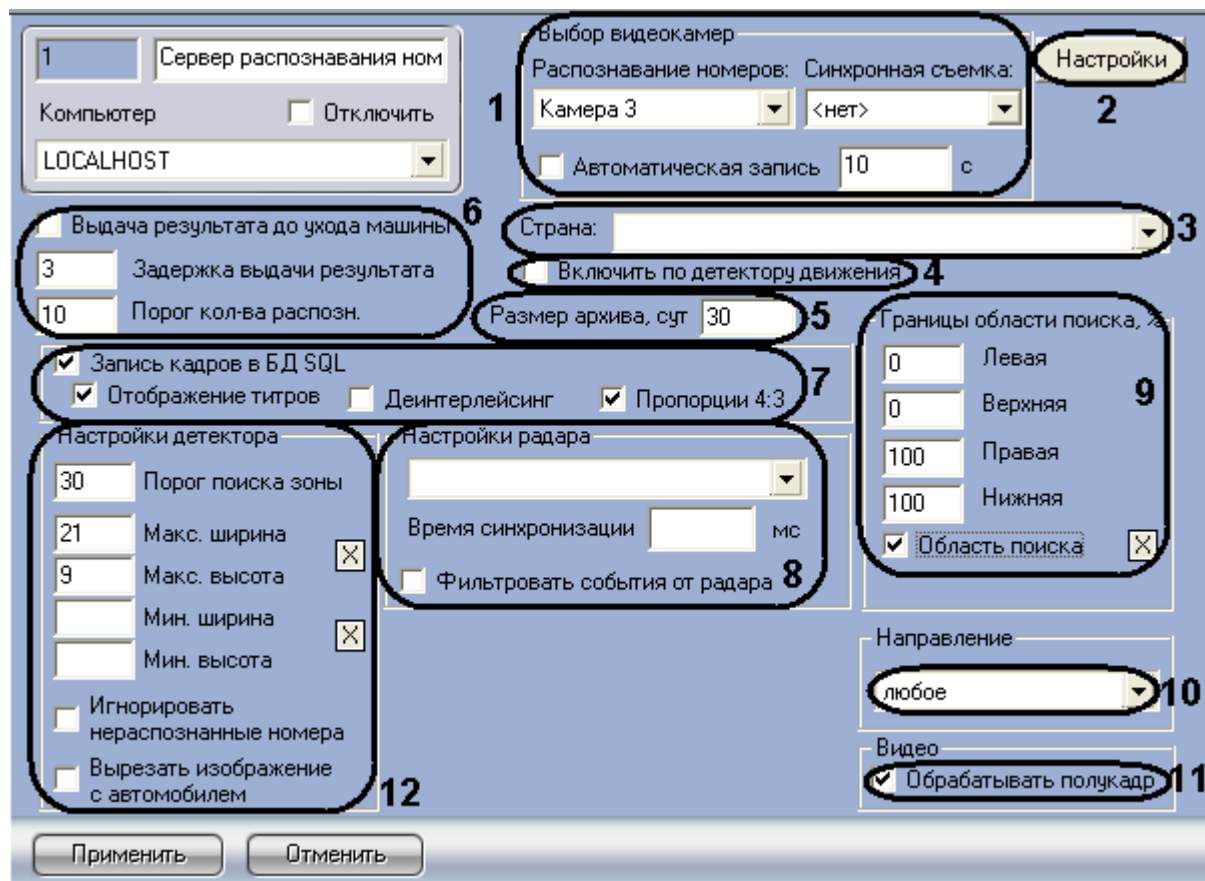 1
Сервер распознавания ном
Компьютер
Отключить
LOCALHOST
Выбор видеокамер
Распознавание номеров:
Синхронная съемка:
Камера 3
<нет>
Автоматическая запись
10
с
1
Настройки
2
Выдача результата до ухода машины
3
Задержка выдачи результата
10
Порог кол-ва распозн.
6
Страна:
3
Включить по детектору движения
4
Размер архива, сут
30
5
Запись кадров в БД SQL
Отображение титров
Деинтерлейсинг
Пропорции 4:3
7
Границы области поиска, %
0
Левая
0
Верхняя
100
Правая
100
Нижняя
Область поиска
X
9
Настройки детектора
30
Порог поиска зоны
21
Макс. ширина
9
Макс. высота
X
Мин. ширина
Мин. высота
X
Игнорировать
нераспознанные номера
Вырезать изображение
с автомобилем
12
Настройки радара
Время синхронизации
мс
Фильтровать события от радара
8
Направление
любое
10
Видео
Обрабатывать полукадр
11
Применить
Отменить